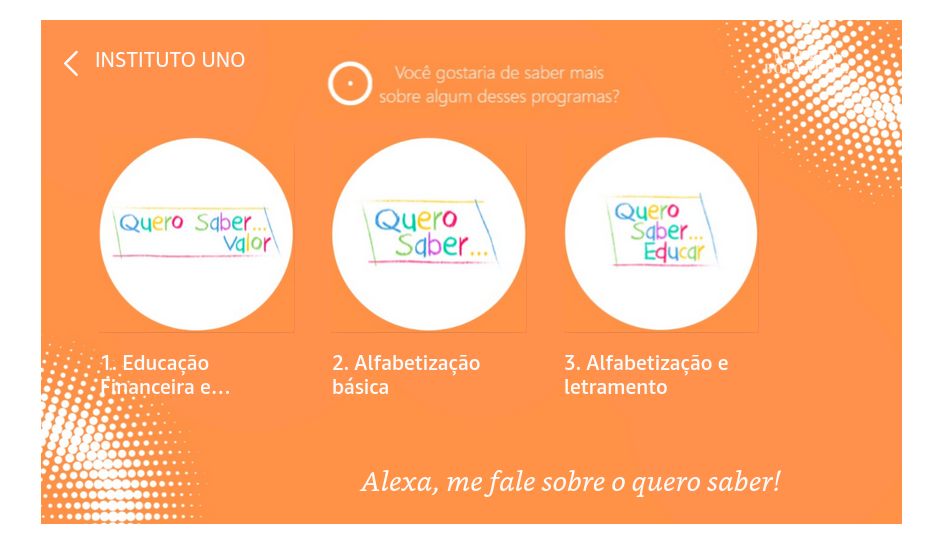 INSTITUTO UNO
Você gostaria de saber mais
sobre algum desses programas?
Quero Saber...
Valor
Quero
Saber...
Quero
Saber...
Educar
1. Educação
Financeira e...
2. Alfabetização
básica
3. Alfabetização e
letramento
Alexa, me fale sobre o quero saber!